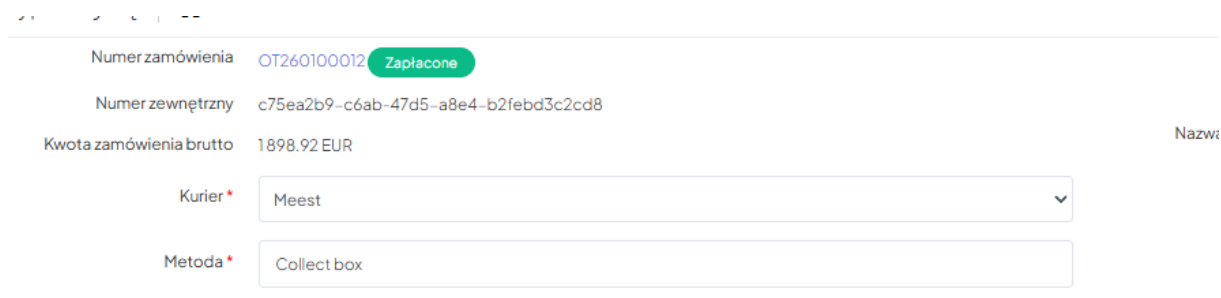 Numer zamówienia OT260100012 Zapłacone
Numer zewnętrzny c75ea2b9-c6ab-47d5-a8e4-b2febd3c2cd8
Kwota zamówienia brutto 1898.92 EUR
Nazwa
Kurier * Meest
Metoda * Collect box